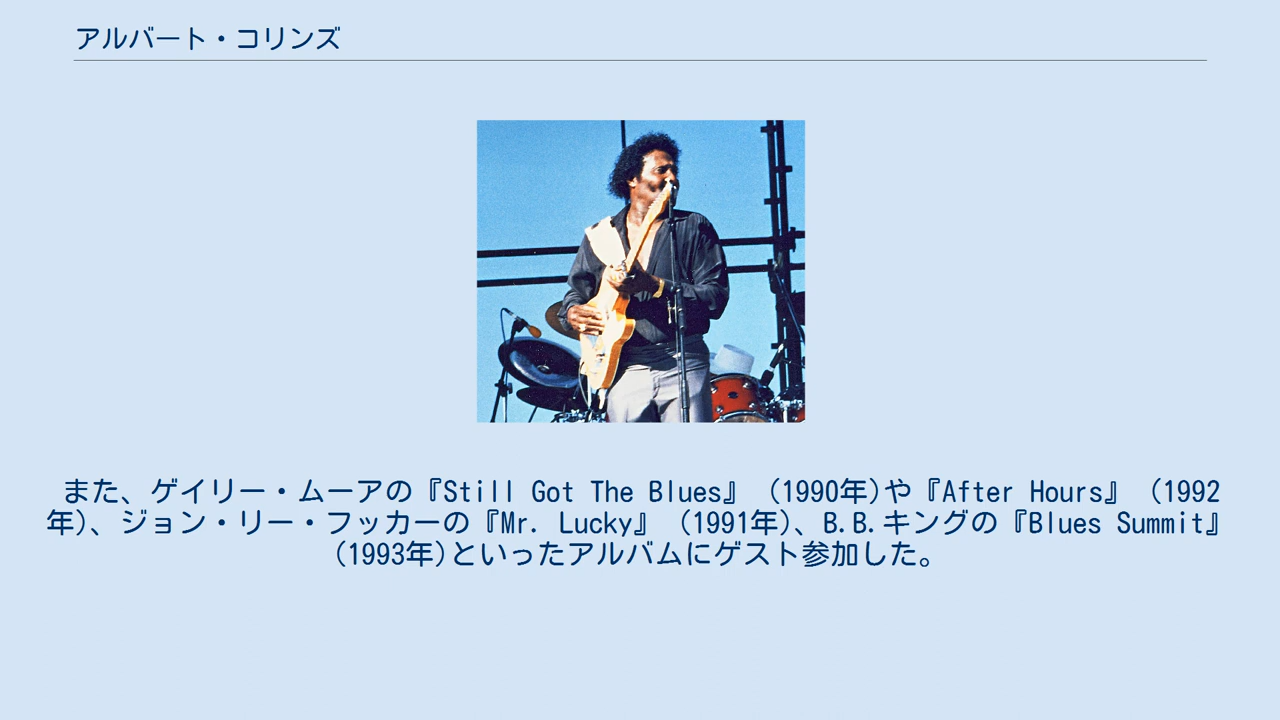 アルバート・コリンズ
また、ゲイリー・ムーアの『Still Got The Blues』（1990年）や『After Hours』（1992
年）、ジョン・リー・フッカーの『Mr. Lucky』（1991年）、B.B.キングの『Blues Summit』
（1993年）といったアルバムにゲスト参加した。